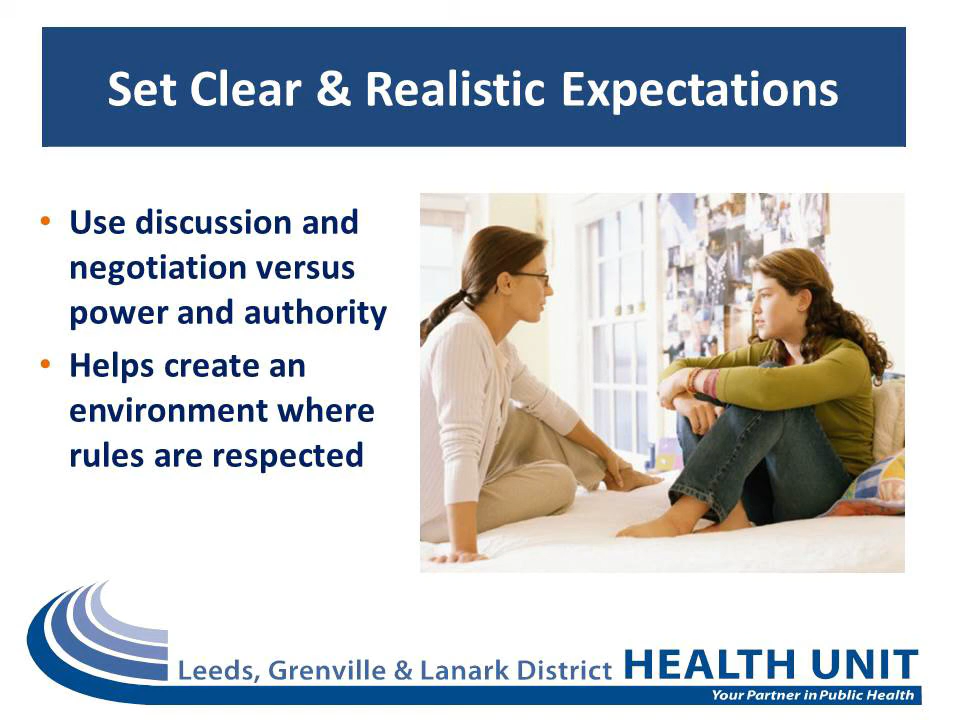 Set Clear & Realistic Expectations
• Use discussion and
negotiation versus
power and authority
• Helps create an
environment where
rules are respected
Leeds, Grenville & Lanark District HEALTH UNIT
Your Partner in Public Health